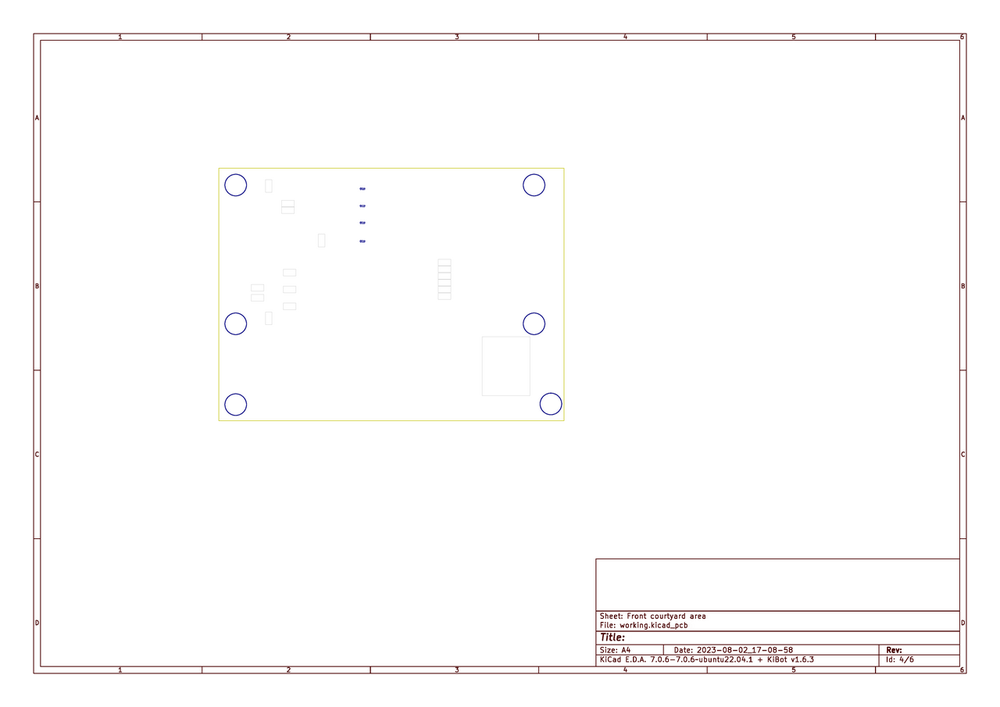 1 2 3 4 5 6
A A
B B
C C
D D
Sheet: Front courtyard area
File: working.kicad_pcb
Title:
Size: A4 Date: 2023-08-02_17-08-58 Rev:
KiCad E.D.A. 7.0.6-7.0.6~ubuntu22.04.1 + KiBot v1.6.3 Id: 4/6
1 2 3 4 5 6